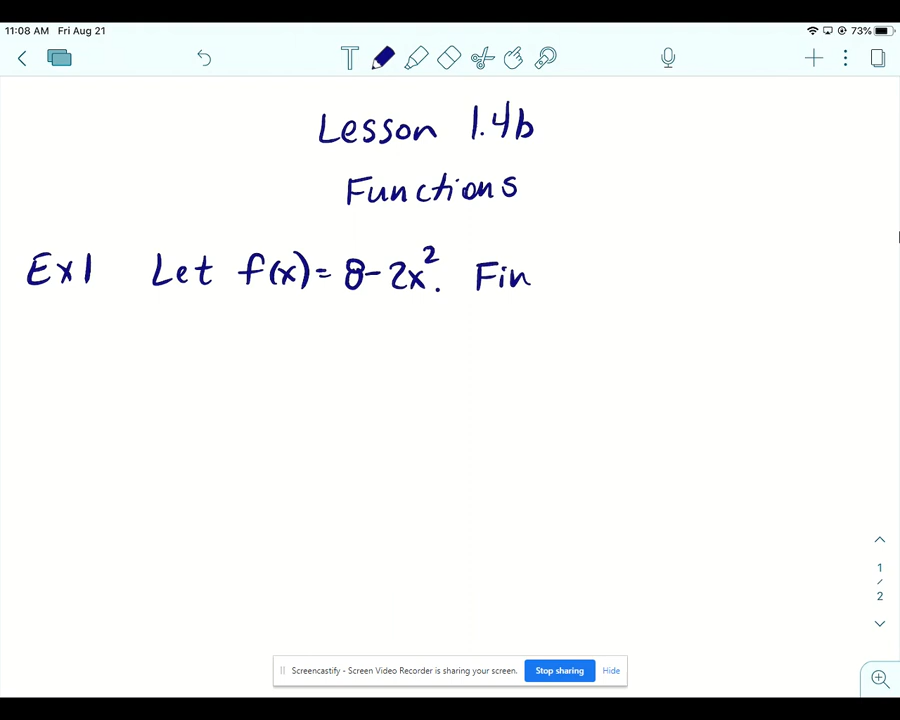 11:08 AM Fri Aug 21
73%
T
Lesson 1.4b
Functions
Ex1 Let f(x)=8-2x². Fin
1
/
2
Screencastify - Screen Video Recorder is sharing your screen. Stop sharing Hide